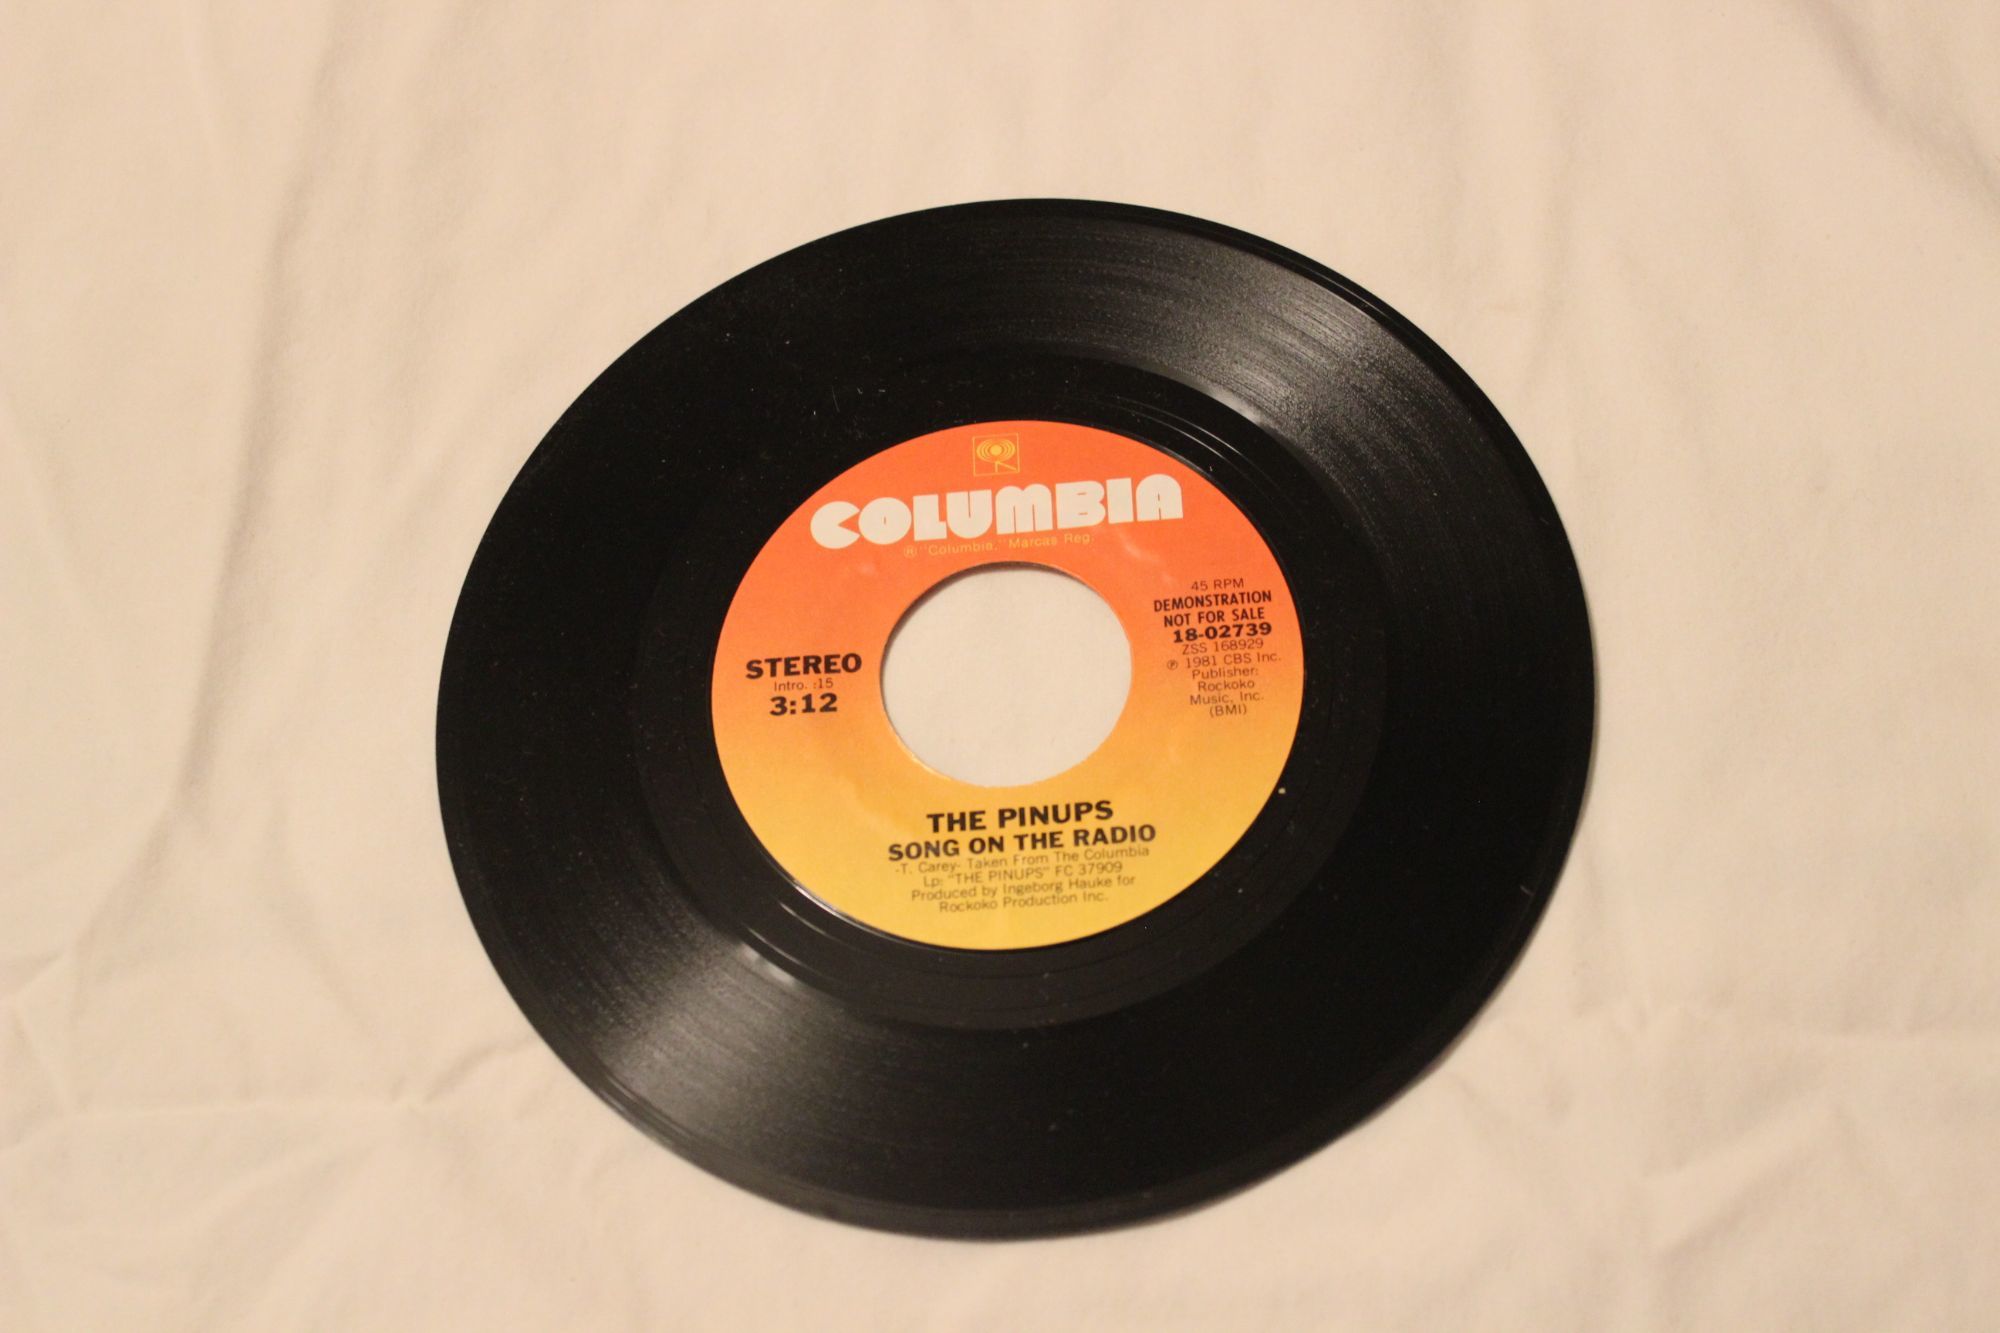 COLUMBIA
® "Columbia," Marcas Reg.
45 RPM
DEMONSTRATION
NOT FOR SALE
18-02739
ZSS 168929
℗ 1981 CBS Inc.
Publisher:
Rockoko
Music, Inc.
(BMI)
STEREO
Intro. :15
3:12
THE PINUPS
SONG ON THE RADIO
-T. Carey- Taken From The Columbia
Lp: "THE PINUPS" FC 37909
Produced by Ingeborg Hauke for
Rockoko Production Inc.